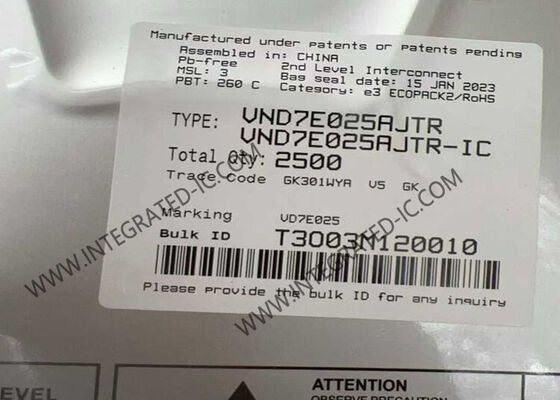 Manufactured under patents or patents pending
Assembled in: CHINA
Pb-free 2nd Level Interconnect
MSL: 3 Bag seal date: 15 JAN 2023
PBT: 260 C Category: e3 ECOPACK2/RoHS
TYPE: VND7E025AJTR
VND7E025AJTR-IC
Total Qty: 2500
Trace Code GK301WYA V5 GK
Marking VD7E025
Bulk ID T3003M120010
Please provide the bulk ID for any inquiry
WWW.INTEGRATED-IC.COM
WWW.INTEGRATED-IC.COM
LEVEL
ATTENTION
OBSERVE PRECAUTION